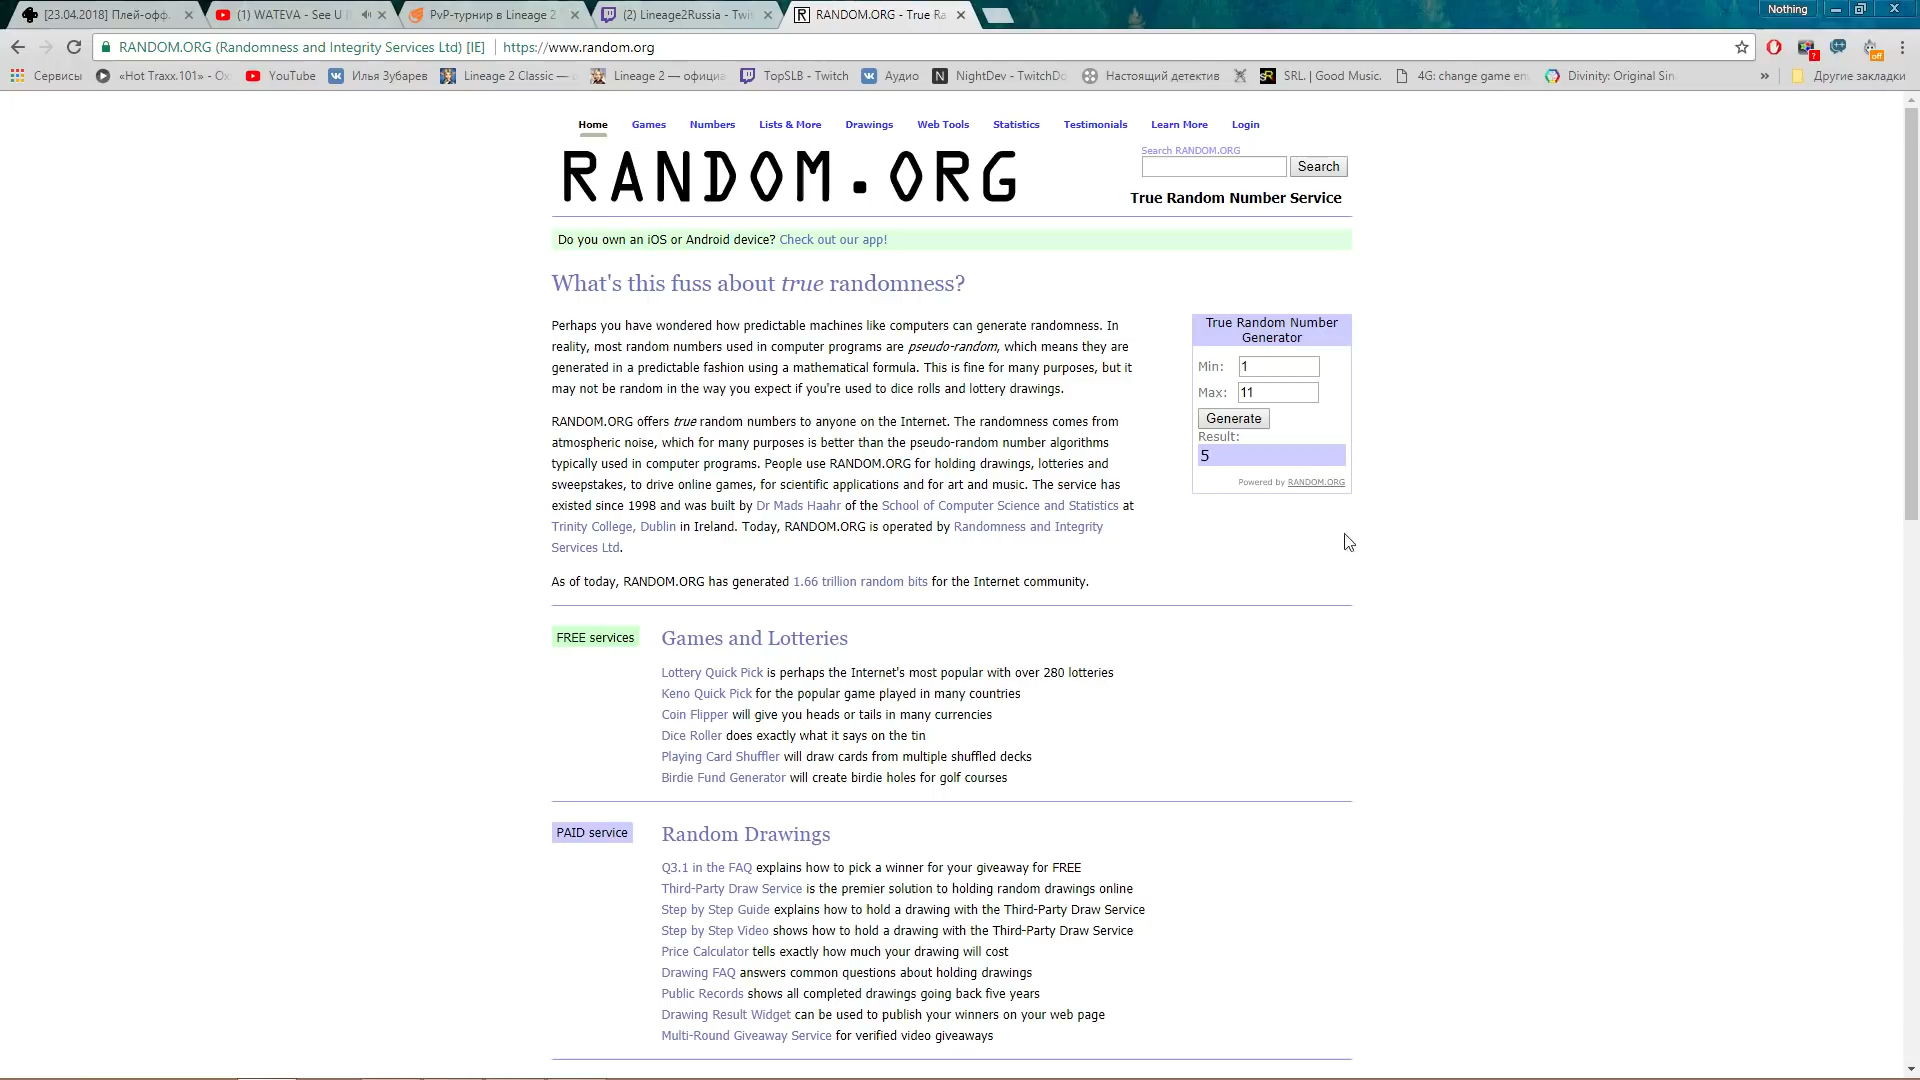 [23.04.2018] Плей-офф
(1) WATEVA - See U
PvP-турнир в Lineage 2
(2) Lineage2Russia - Twit
RANDOM.ORG - True Ra
Nothing
RANDOM.ORG (Randomness and Integrity Services Ltd) [IE]
https://www.random.org
Сервисы
«Hot Traxx.101» - Ох
YouTube
Илья Зубарев
Lineage 2 Classic —
Lineage 2 — официа
TopSLB - Twitch
Аудио
NightDev - TwitchDo
Настоящий детектив
SRL. | Good Music.
4G: change game en
Divinity: Original Sin
»
Другие закладки
Home Games Numbers Lists & More Drawings Web Tools Statistics Testimonials Learn More Login
RANDOM.ORG
Search RANDOM.ORG
Search
True Random Number Service
Do you own an iOS or Android device? Check out our app!
What's this fuss about true randomness?
Perhaps you have wondered how predictable machines like computers can generate randomness. In
reality, most random numbers used in computer programs are pseudo-random, which means they are
generated in a predictable fashion using a mathematical formula. This is fine for many purposes, but it
may not be random in the way you expect if you're used to dice rolls and lottery drawings.
RANDOM.ORG offers true random numbers to anyone on the Internet. The randomness comes from
atmospheric noise, which for many purposes is better than the pseudo-random number algorithms
typically used in computer programs. People use RANDOM.ORG for holding drawings, lotteries and
sweepstakes, to drive online games, for scientific applications and for art and music. The service has
existed since 1998 and was built by Dr Mads Haahr of the School of Computer Science and Statistics at
Trinity College, Dublin in Ireland. Today, RANDOM.ORG is operated by Randomness and Integrity
Services Ltd.
As of today, RANDOM.ORG has generated 1.66 trillion random bits for the Internet community.
True Random Number
Generator
Min: 1
Max: 11
Generate
Result:
5
Powered by RANDOM.ORG
FREE services
Games and Lotteries
Lottery Quick Pick is perhaps the Internet's most popular with over 280 lotteries
Keno Quick Pick for the popular game played in many countries
Coin Flipper will give you heads or tails in many currencies
Dice Roller does exactly what it says on the tin
Playing Card Shuffler will draw cards from multiple shuffled decks
Birdie Fund Generator will create birdie holes for golf courses
PAID service
Random Drawings
Q3.1 in the FAQ explains how to pick a winner for your giveaway for FREE
Third-Party Draw Service is the premier solution to holding random drawings online
Step by Step Guide explains how to hold a drawing with the Third-Party Draw Service
Step by Step Video shows how to hold a drawing with the Third-Party Draw Service
Price Calculator tells exactly how much your drawing will cost
Drawing FAQ answers common questions about holding drawings
Public Records shows all completed drawings going back five years
Drawing Result Widget can be used to publish your winners on your web page
Multi-Round Giveaway Service for verified video giveaways